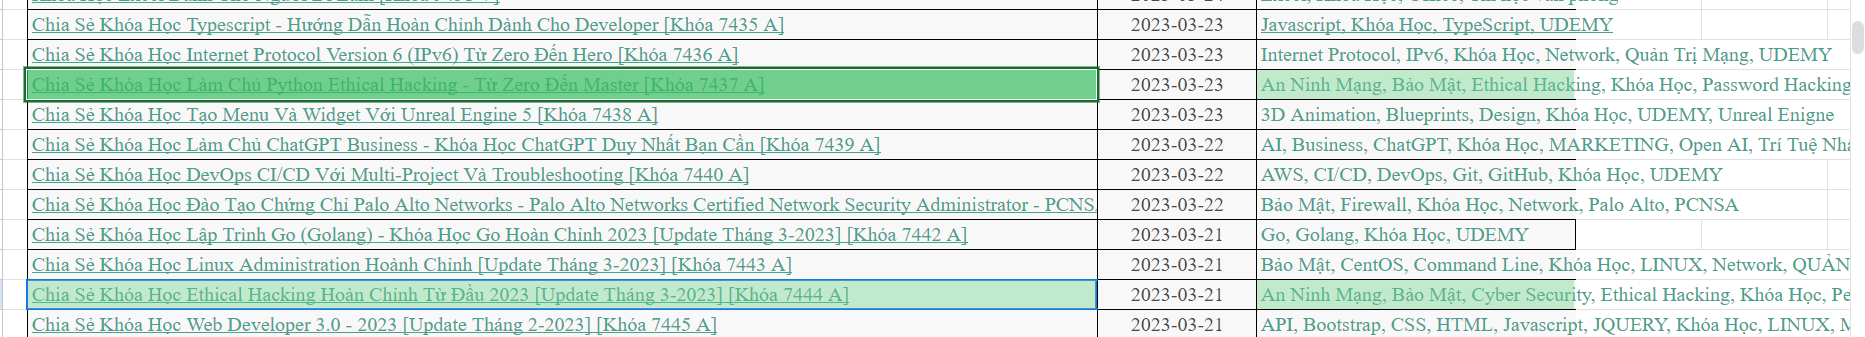 Chia Sẻ Khóa Học Typescript - Hướng Dẫn Hoàn Chỉnh Dành Cho Developer [Khóa 7435 A] 2023-03-23 Javascript, Khóa Học, TypeScript, UDEMY
Chia Sẻ Khóa Học Internet Protocol Version 6 (IPv6) Từ Zero Đến Hero [Khóa 7436 A] 2023-03-23 Internet Protocol, IPv6, Khóa Học, Network, Quản Trị Mạng, UDEMY
Chia Sẻ Khóa Học Làm Chủ Python Ethical Hacking - Từ Zero Đến Master [Khóa 7437 A] 2023-03-23 An Ninh Mạng, Bảo Mật, Ethical Hacking, Khóa Học, Password Hacking
Chia Sẻ Khóa Học Tạo Menu Và Widget Với Unreal Engine 5 [Khóa 7438 A] 2023-03-23 3D Animation, Blueprints, Design, Khóa Học, UDEMY, Unreal Enigne
Chia Sẻ Khóa Học Làm Chủ ChatGPT Business - Khóa Học ChatGPT Duy Nhất Bạn Cần [Khóa 7439 A] 2023-03-22 AI, Business, ChatGPT, Khóa Học, MARKETING, Open AI, Trí Tuệ
Chia Sẻ Khóa Học DevOps CI/CD Với Multi-Project Và Troubleshooting [Khóa 7440 A] 2023-03-22 AWS, CI/CD, DevOps, Git, GitHub, Khóa Học, UDEMY
Chia Sẻ Khóa Học Đào Tạo Chứng Chỉ Palo Alto Networks - Palo Alto Networks Certified Network Security Administrator - PCNS 2023-03-22 Bảo Mật, Firewall, Khóa Học, Network, Palo Alto, PCNSA
Chia Sẻ Khóa Học Lập Trình Go (Golang) - Khóa Học Go Hoàn Chỉnh 2023 [Update Tháng 3-2023] [Khóa 7442 A] 2023-03-21 Go, Golang, Khóa Học, UDEMY
Chia Sẻ Khóa Học Linux Administration Hoành Chỉnh [Update Tháng 3-2023] [Khóa 7443 A] 2023-03-21 Bảo Mật, CentOS, Command Line, Khóa Học, LINUX, Network, QUẢN
Chia Sẻ Khóa Học Ethical Hacking Hoàn Chỉnh Từ Đầu 2023 [Update Tháng 3-2023] [Khóa 7444 A] 2023-03-21 An Ninh Mạng, Bảo Mật, Cyber Security, Ethical Hacking, Khóa Học,
Chia Sẻ Khóa Học Web Developer 3.0 - 2023 [Update Tháng 2-2023] [Khóa 7445 A] 2023-03-21 API, Bootstrap, CSS, HTML, Javascript, JQUERY, Khóa Học, LINUX,